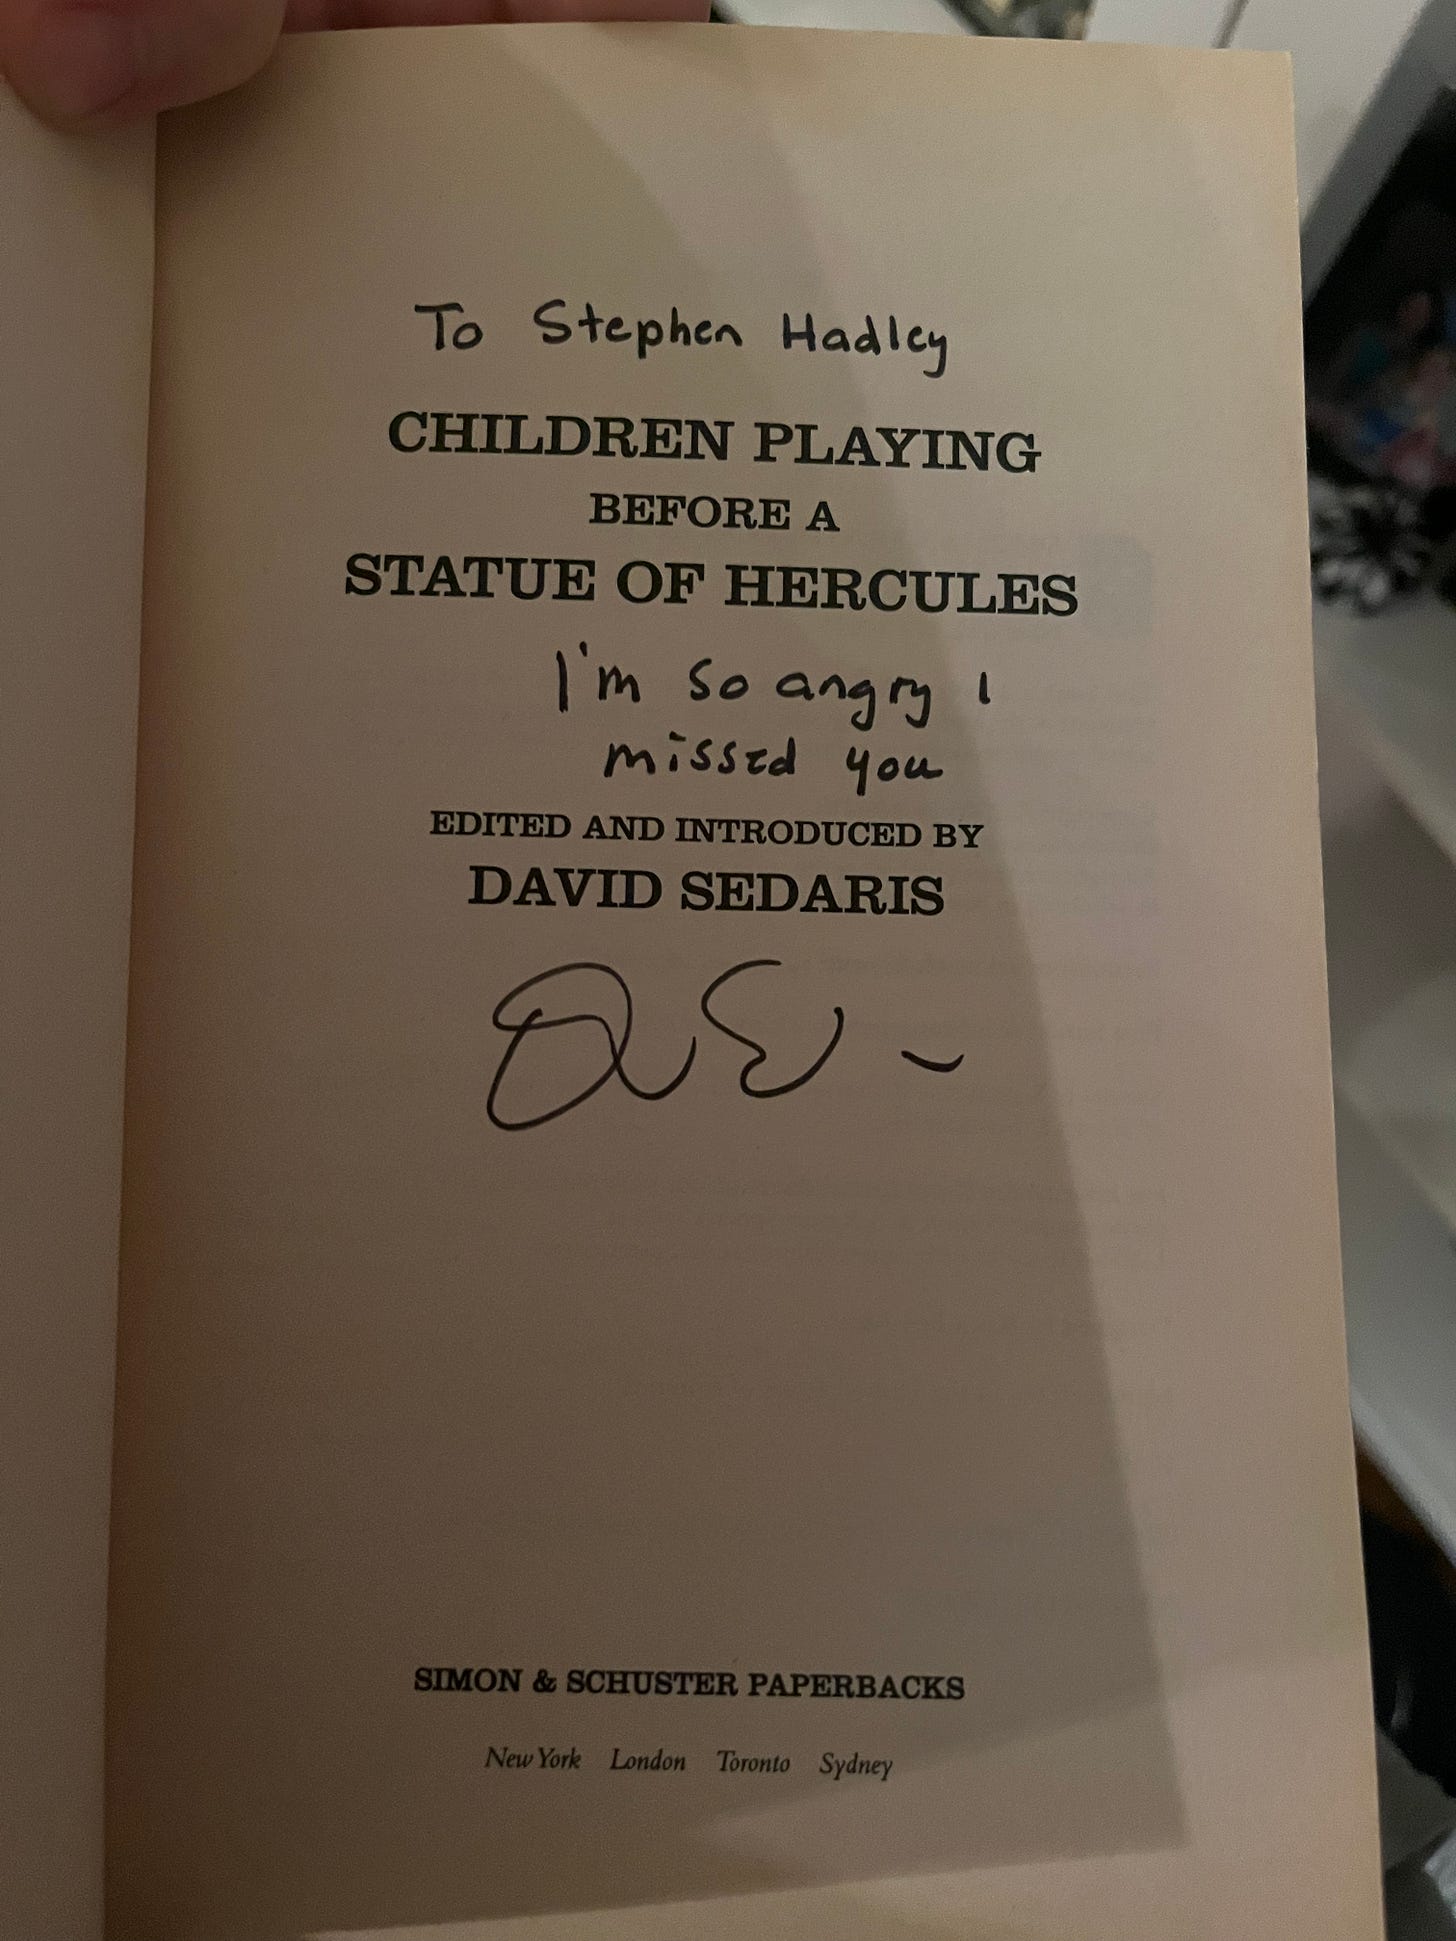 To Stephen Hadley
CHILDREN PLAYING
BEFORE A
STATUE OF HERCULES
I'm so angry I
missed you
EDITED AND INTRODUCED BY
DAVID SEDARIS
SIMON & SCHUSTER PAPERBACKS
New York London Toronto Sydney